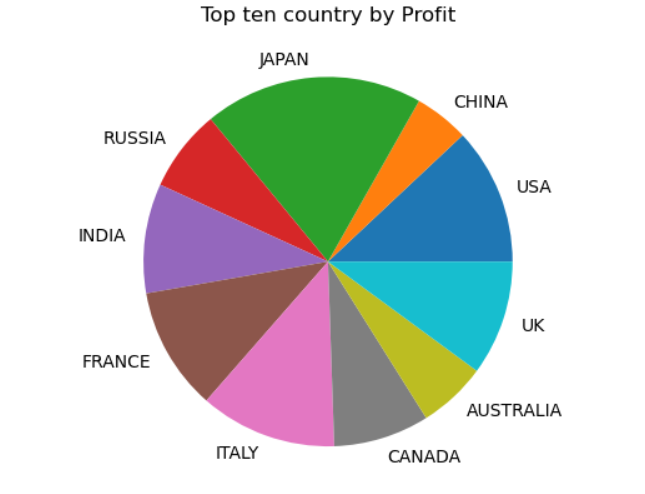 Top ten country by Profit
JAPAN
CHINA
RUSSIA
USA
INDIA
UK
FRANCE
AUSTRALIA
ITALY
CANADA